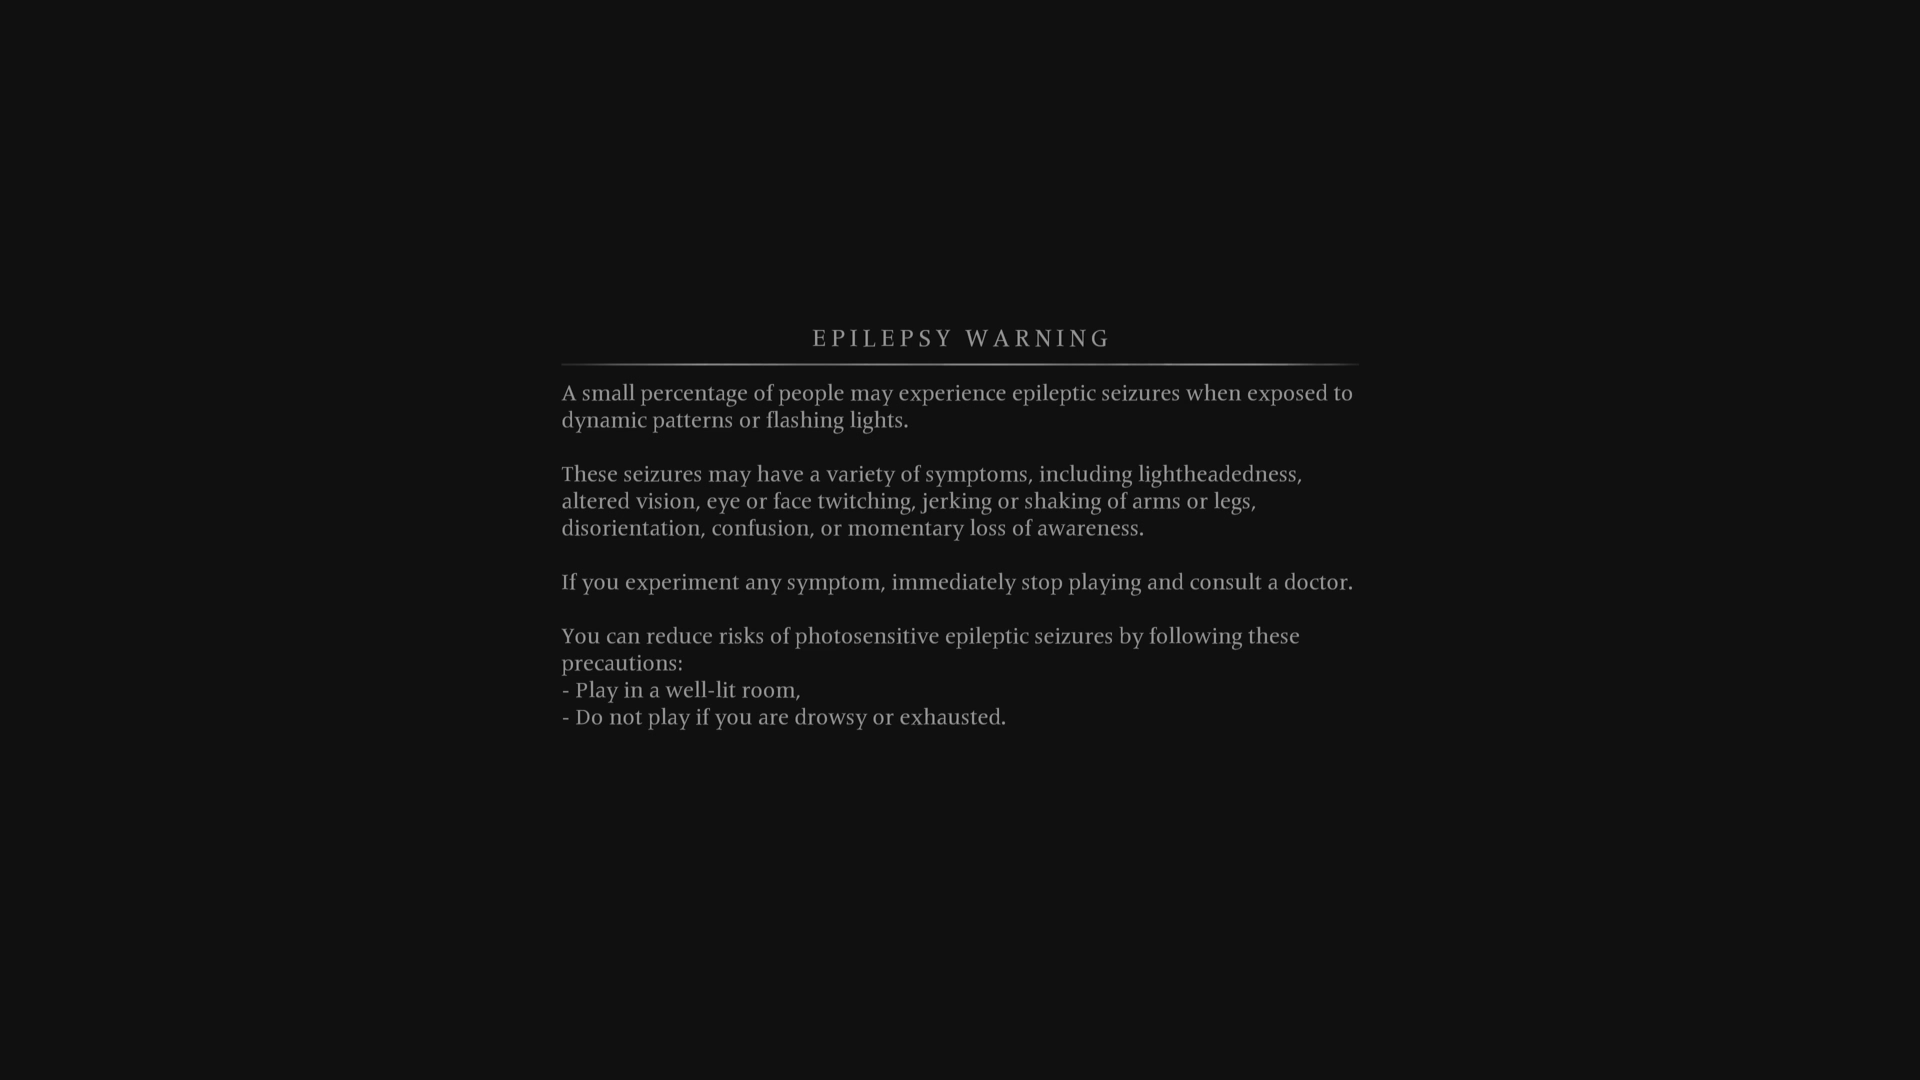 EPILEPSY WARNING
A small percentage of people may experience epileptic seizures when exposed to
dynamic patterns or flashing lights.
These seizures may have a variety of symptoms, including lightheadedness,
altered vision, eye or face twitching, jerking or shaking of arms or legs,
disorientation, confusion, or momentary loss of awareness.
If you experiment any symptom, immediately stop playing and consult a doctor.
You can reduce risks of photosensitive epileptic seizures by following these
precautions:
- Play in a well-lit room,
- Do not play if you are drowsy or exhausted.